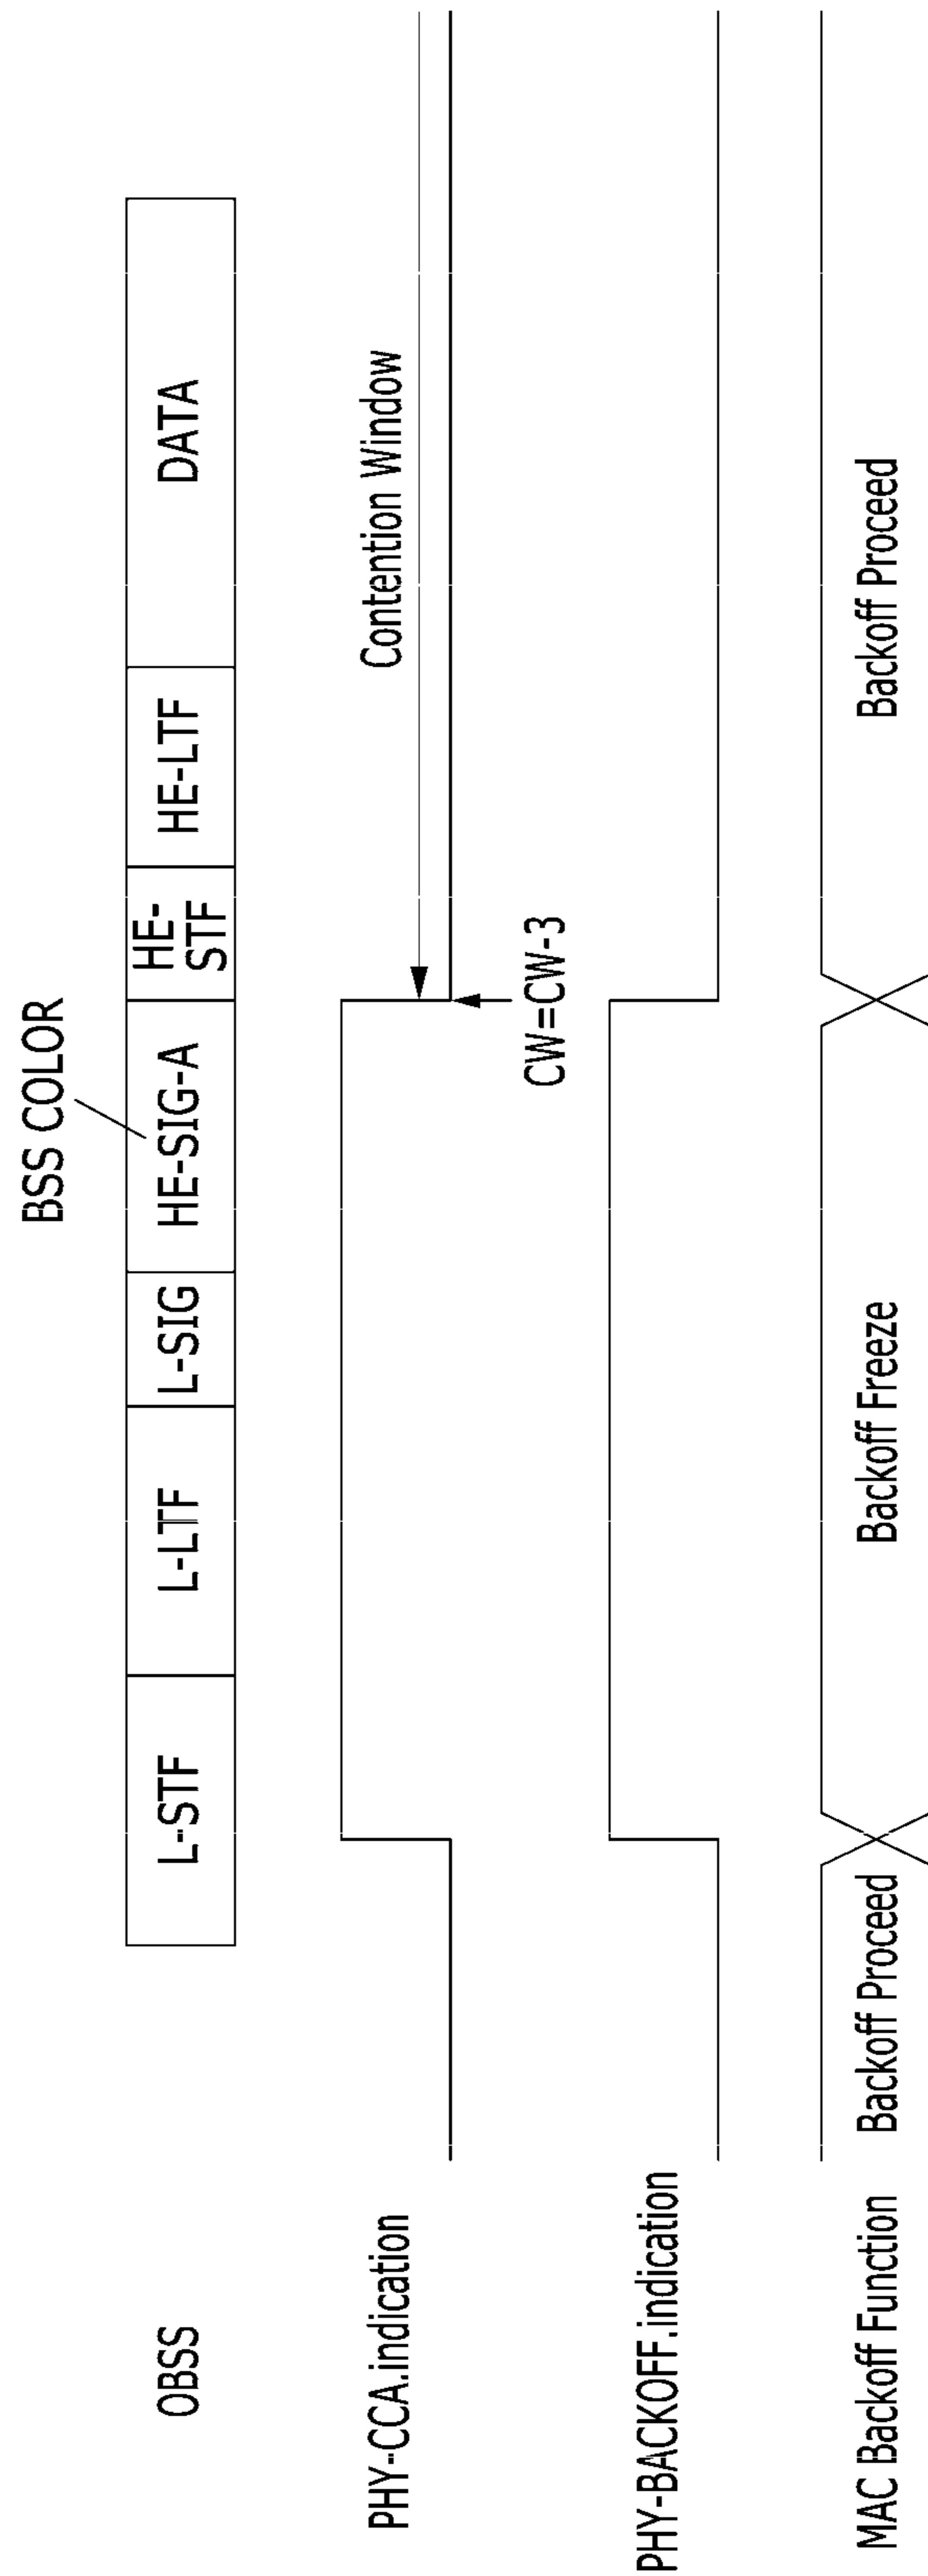 BSS COLOR
OBSS
L-STF
L-LTF
L-SIG
HE-SIG-A
HE-
STF
HE-LTF
DATA
PHY-CCA.indication
Contention Window
CW=CW-3
PHY-BACKOFF.indication
MAC Backoff Function
Backoff Proceed
Backoff Freeze
Backoff Proceed